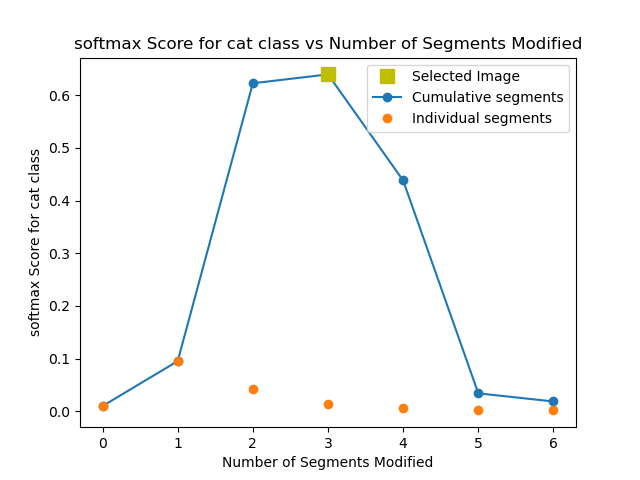 softmax Score for cat class vs Number of Segments Modified
Selected Image
Cumulative segments
Individual segments
softmax Score for cat class
0.6
0.5
0.4
0.3
0.2
0.1
0.0
0 1 2 3 4 5 6
Number of Segments Modified